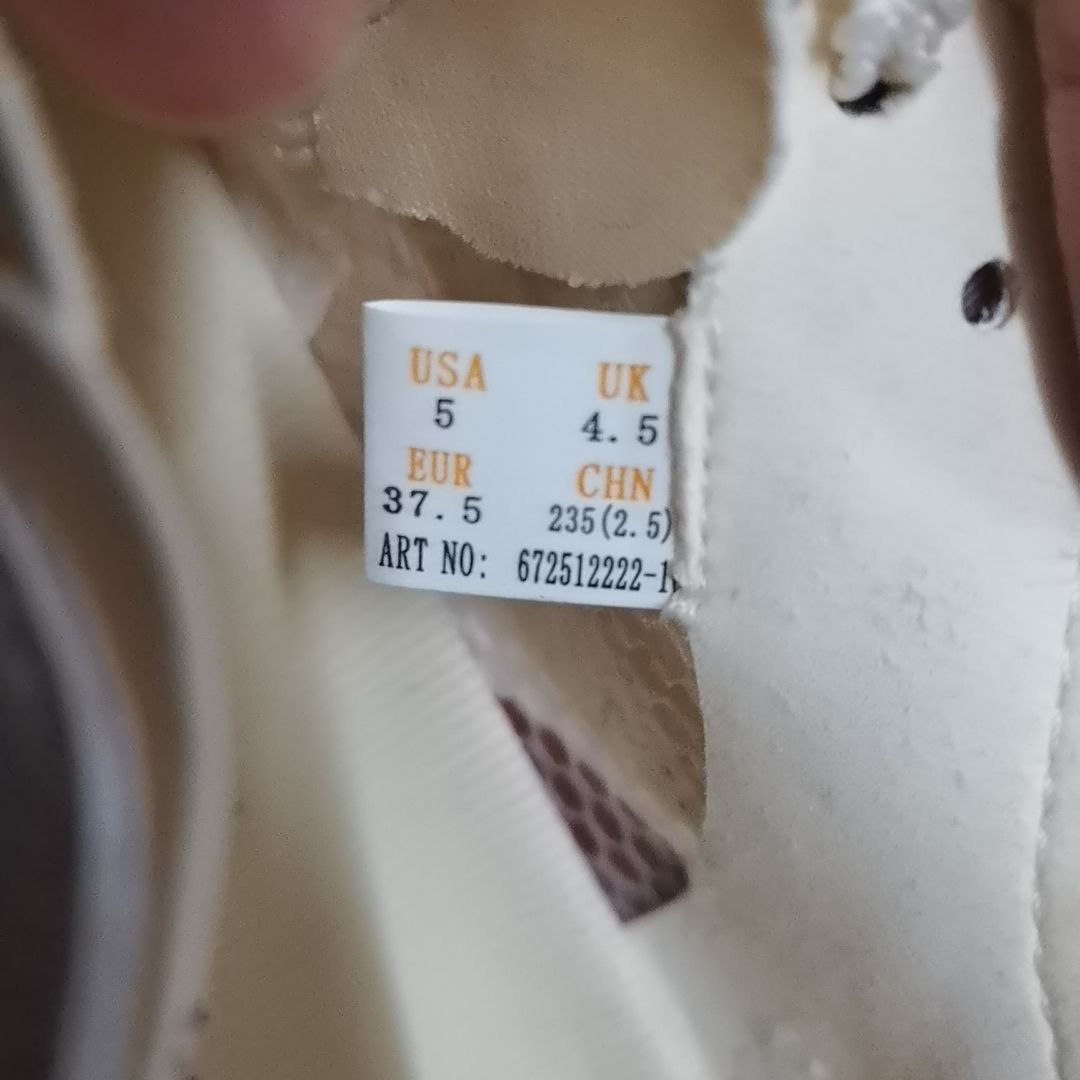 USA UK
5 4.5
EUR CHN
37.5 235(2.5)
ART NO: 672512222-1